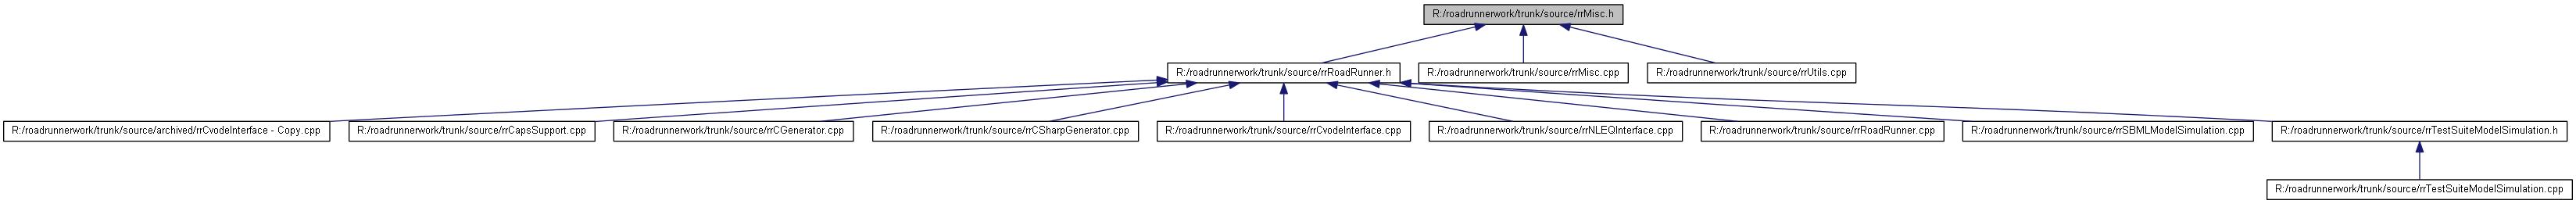 R:/roadrunnerwork/trunk/source/rrMisc.h
R:/roadrunnerwork/trunk/source/rrRoadRunner.h
R:/roadrunnerwork/trunk/source/rrMisc.cpp
R:/roadrunnerwork/trunk/source/rrUtils.cpp
R:/roadrunnerwork/trunk/source/archived/rrCvodeInterface - Copy.cpp
R:/roadrunnerwork/trunk/source/rrCapsSupport.cpp
R:/roadrunnerwork/trunk/source/rrCGenerator.cpp
R:/roadrunnerwork/trunk/source/rrCSharpGenerator.cpp
R:/roadrunnerwork/trunk/source/rrCvodeInterface.cpp
R:/roadrunnerwork/trunk/source/rrNLEQInterface.cpp
R:/roadrunnerwork/trunk/source/rrRoadRunner.cpp
R:/roadrunnerwork/trunk/source/rrSBMLModelSimulation.cpp
R:/roadrunnerwork/trunk/source/rrTestSuiteModelSimulation.h
R:/roadrunnerwork/trunk/source/rrTestSuiteModelSimulation.cpp